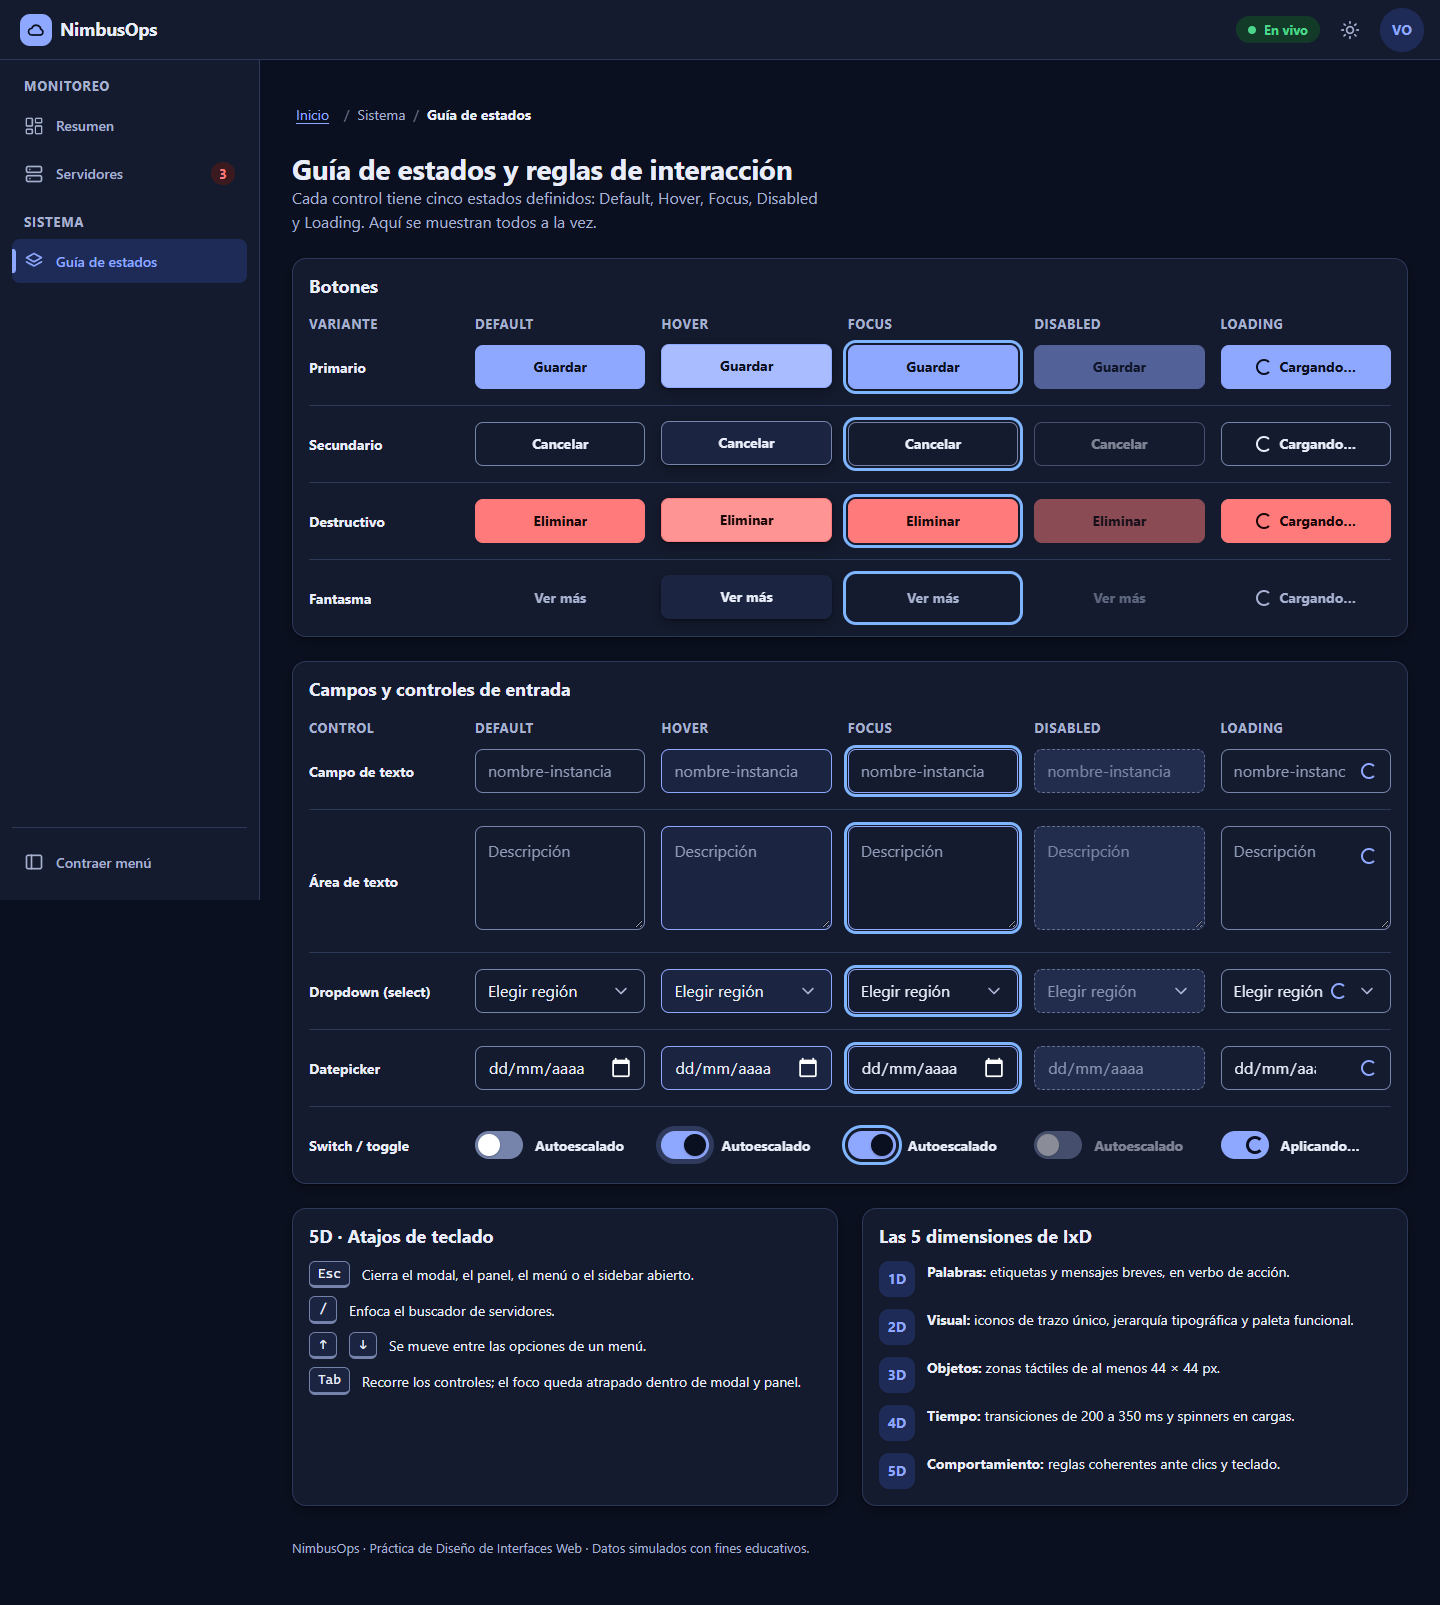 NimbusOps
En vivo
VO
MONITOREO
Resumen
Servidores
3
SISTEMA
Guía de estados
Contraer menú
Inicio / Sistema / Guía de estados
Guía de estados y reglas de interacción
Cada control tiene cinco estados definidos: Default, Hover, Focus, Disabled
y Loading. Aquí se muestran todos a la vez.
Botones
VARIANTE DEFAULT HOVER FOCUS DISABLED LOADING
Primario Guardar Guardar Guardar Guardar Cargando...
Secundario Cancelar Cancelar Cancelar Cancelar Cargando...
Destructivo Eliminar Eliminar Eliminar Eliminar Cargando...
Fantasma Ver más Ver más Ver más Ver más Cargando...
Campos y controles de entrada
CONTROL DEFAULT HOVER FOCUS DISABLED LOADING
Campo de texto nombre-instancia nombre-instancia nombre-instancia nombre-instancia nombre-instanc
Área de texto Descripción Descripción Descripción Descripción Descripción
Dropdown (select) Elegir región Elegir región Elegir región Elegir región Elegir región
Datepicker dd/mm/aaaa dd/mm/aaaa dd/mm/aaaa dd/mm/aaaa dd/mm/aaa
Switch / toggle Autoescalado Autoescalado Autoescalado Autoescalado Aplicando...
5D · Atajos de teclado
Esc Cierra el modal, el panel, el menú o el sidebar abierto.
/ Enfoca el buscador de servidores.
↑ ↓ Se mueve entre las opciones de un menú.
Tab Recorre los controles; el foco queda atrapado dentro de modal y panel.
Las 5 dimensiones de IxD
1D Palabras: etiquetas y mensajes breves, en verbo de acción.
2D Visual: iconos de trazo único, jerarquía tipográfica y paleta funcional.
3D Objetos: zonas táctiles de al menos 44 × 44 px.
4D Tiempo: transiciones de 200 a 350 ms y spinners en cargas.
5D Comportamiento: reglas coherentes ante clics y teclado.
NimbusOps · Práctica de Diseño de Interfaces Web · Datos simulados con fines educativos.